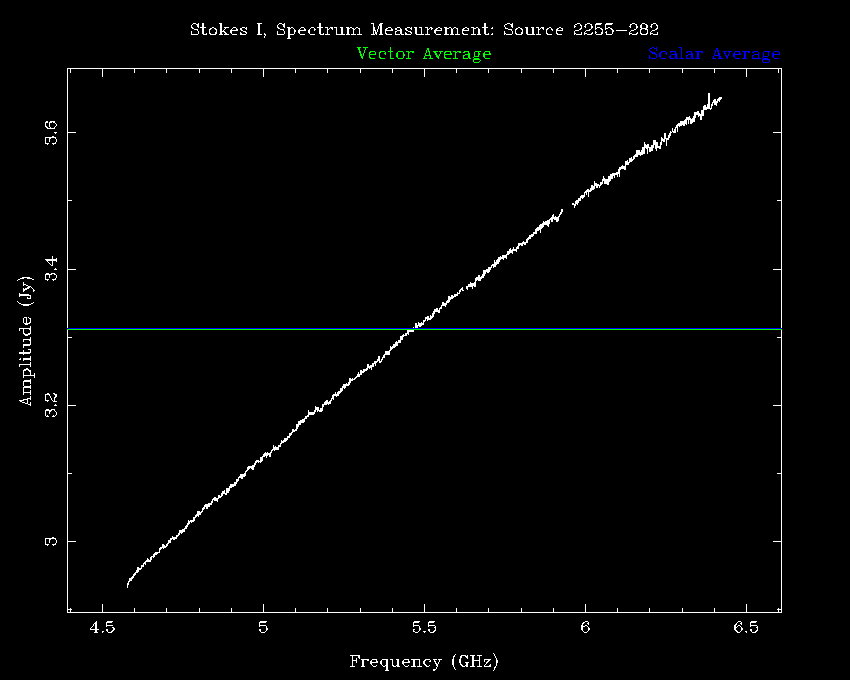 Stokes I, Spectrum Measurement: Source 2255−282
Vector Average
Scalar Average
3.6
3.4
3.2
3
Amplitude (Jy)
4.5 5 5.5 6 6.5
Frequency (GHz)